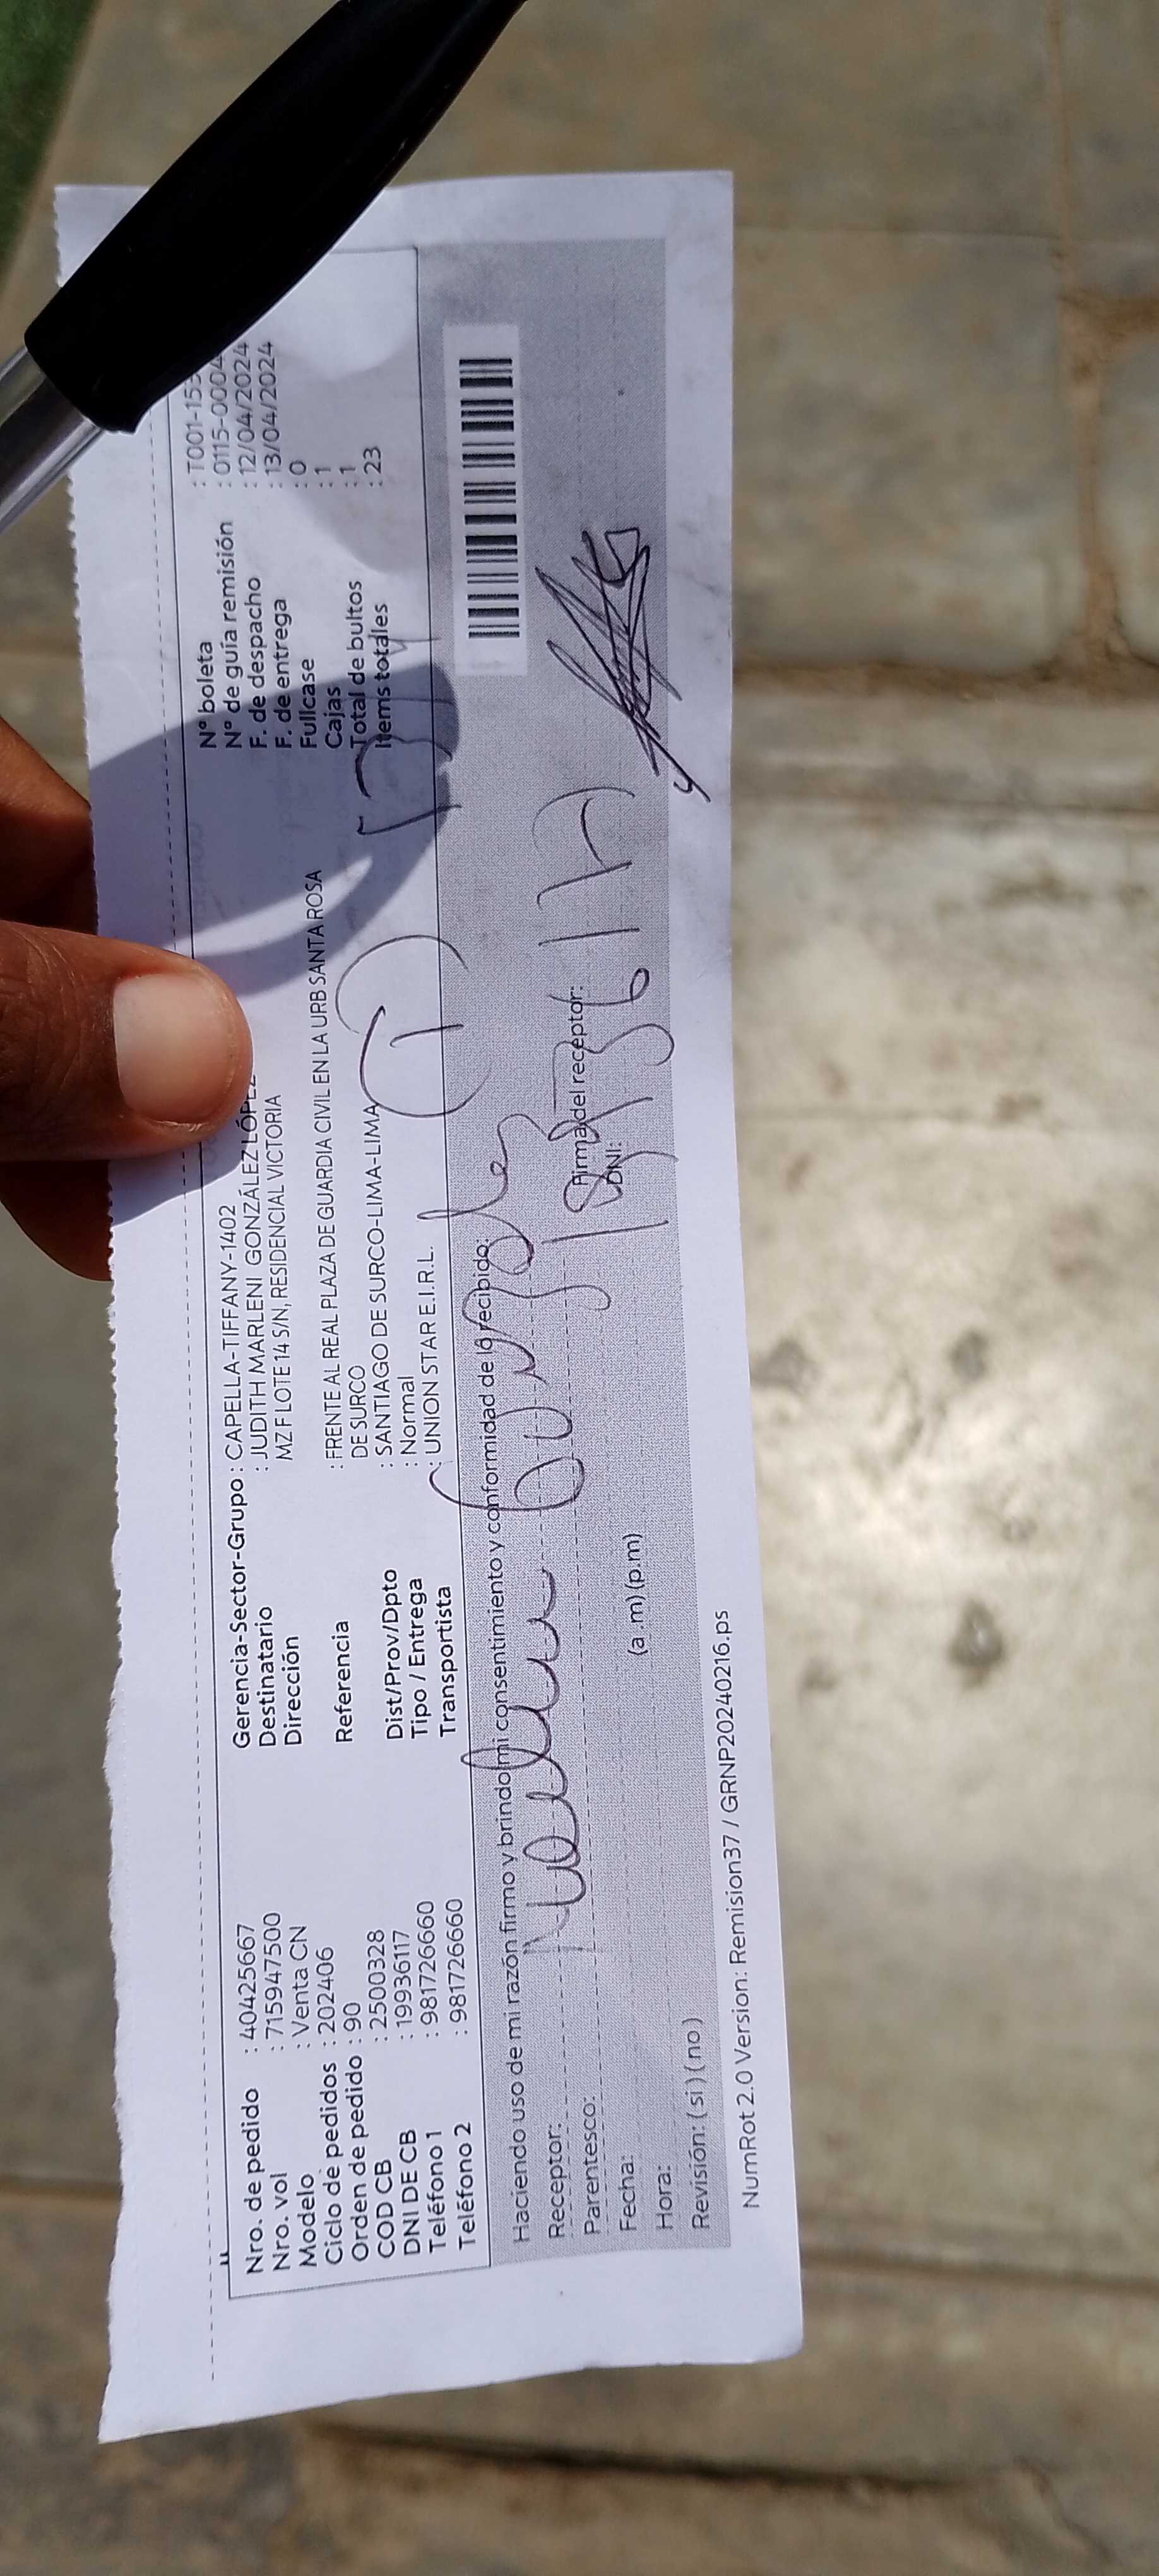 Nro. de pedido : 40425667
Nro. vol : 715947500
Modelo : Venta CN
Ciclo de pedidos : 202406
Orden de pedido : 90
COD CB : 2500328
DNI DE CB : 19936117
Teléfono 1 : 981726660
Teléfono 2 : 981726660
Gerencia-Sector-Grupo : CAPELLA-TIFFANY-1402
Destinatario : JUDITH MARLENI GONZÁLEZ LÓPEZ
Dirección MZ F LOTE 14 S/N, RESIDENCIAL VICTORIA
Referencia : FRENTE AL REAL PLAZA DE GUARDIA CIVIL EN LA URB SANTA ROSA
DE SURCO
Dist/Prov/Dpto : SANTIAGO DE SURCO-LIMA-LIMA
Tipo / Entrega : Normal
Transportista : UNION STAR E.I.R.L.
N° boleta : T001-15
N° de guía remisión : 0115-0004
F. de despacho : 12/04/2024
F. de entrega : 13/04/2024
Fullcase : 0
Cajas : 1
Total de bultos : 1
Items totales : 23
Haciendo uso de mi razón firmo y brindo mi consentimiento y conformidad de lo recibido:
Receptor:
Parentesco:
Fecha:
Hora: (a .m) (p.m)
Revisión: ( si ) ( no )
Firma del receptor:
DNI:
NumRot 2.0 Version: Remision37 / GRNP20240216.ps